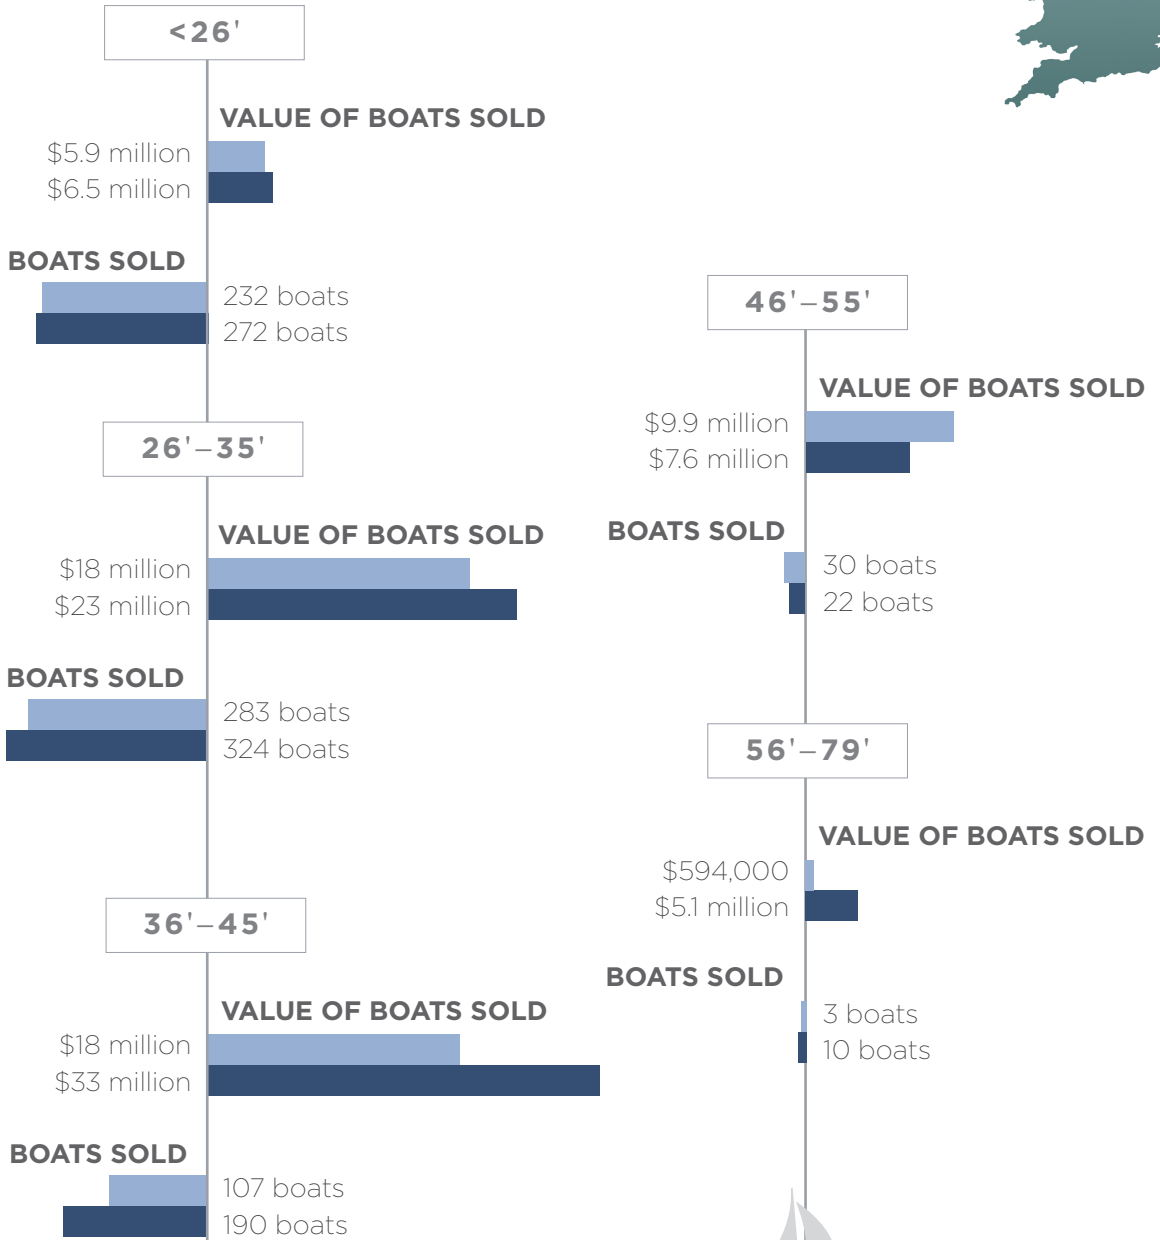 <26'
VALUE OF BOATS SOLD
$5.9 million
$6.5 million
BOATS SOLD
232 boats
272 boats
26'–35'
VALUE OF BOATS SOLD
$18 million
$23 million
BOATS SOLD
283 boats
324 boats
36'–45'
VALUE OF BOATS SOLD
$18 million
$33 million
BOATS SOLD
107 boats
190 boats
46'–55'
VALUE OF BOATS SOLD
$9.9 million
$7.6 million
BOATS SOLD
30 boats
22 boats
56'–79'
VALUE OF BOATS SOLD
$594,000
$5.1 million
BOATS SOLD
3 boats
10 boats